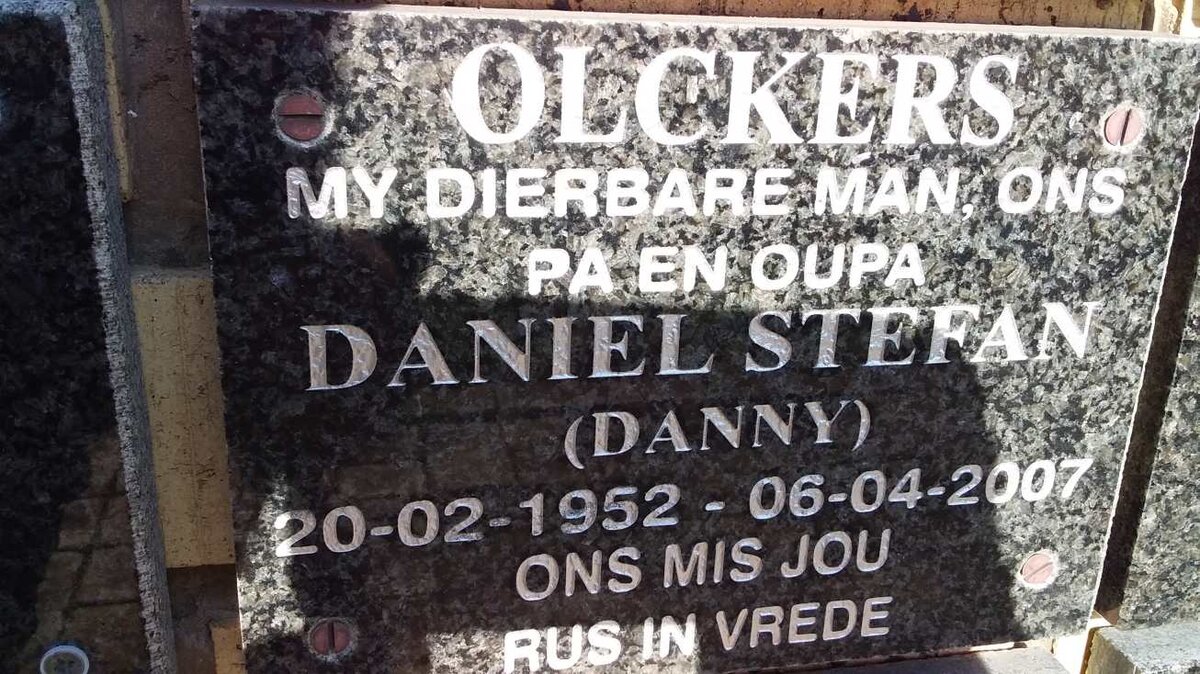 OLCKERS
MY DIERBARE MAN, ONS
PA EN OUPA
DANIEL STEFAN
(DANNY)
20-02-1952 - 06-04-2007
ONS MIS JOU
RUS IN VREDE